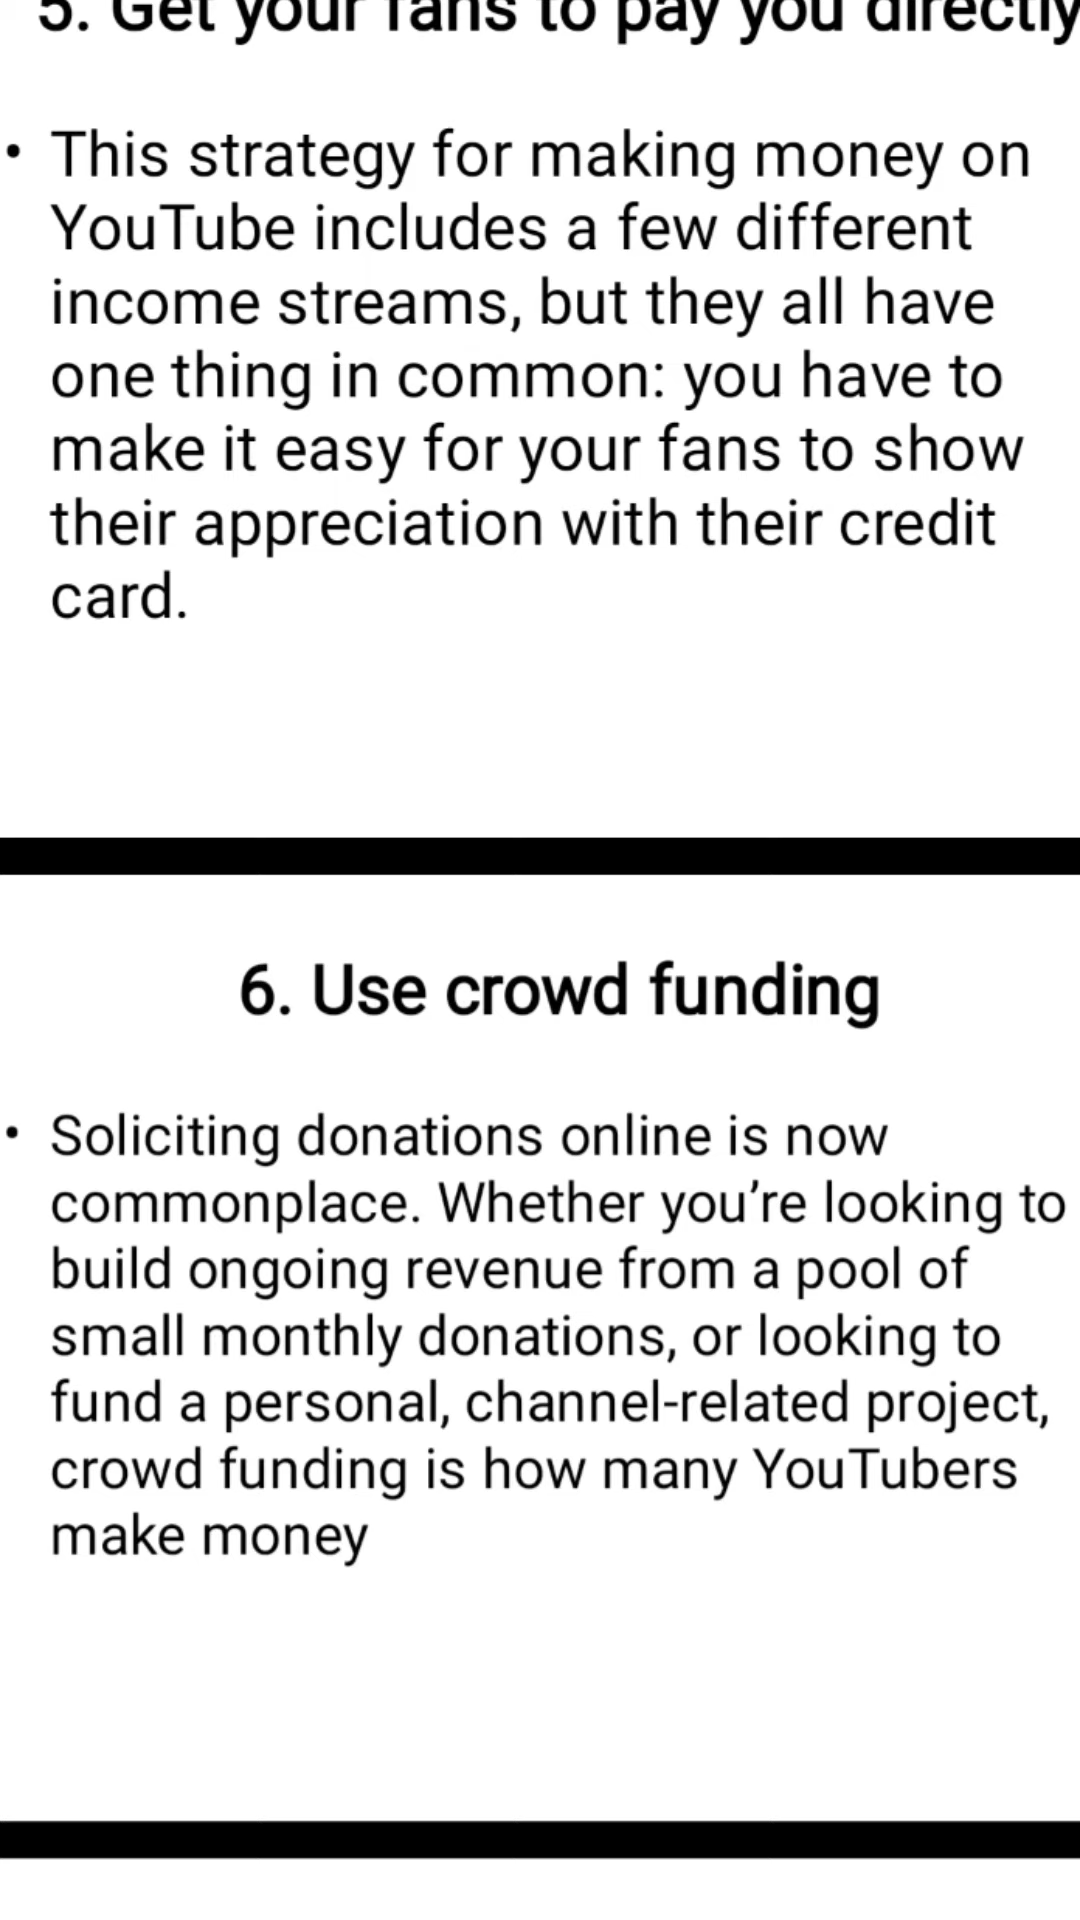 5. Get your fans to pay you directly
• This strategy for making money on
YouTube includes a few different
income streams, but they all have
one thing in common: you have to
make it easy for your fans to show
their appreciation with their credit
card.
6. Use crowd funding
• Soliciting donations online is now
commonplace. Whether you’re looking to
build ongoing revenue from a pool of
small monthly donations, or looking to
fund a personal, channel-related project,
crowd funding is how many YouTubers
make money